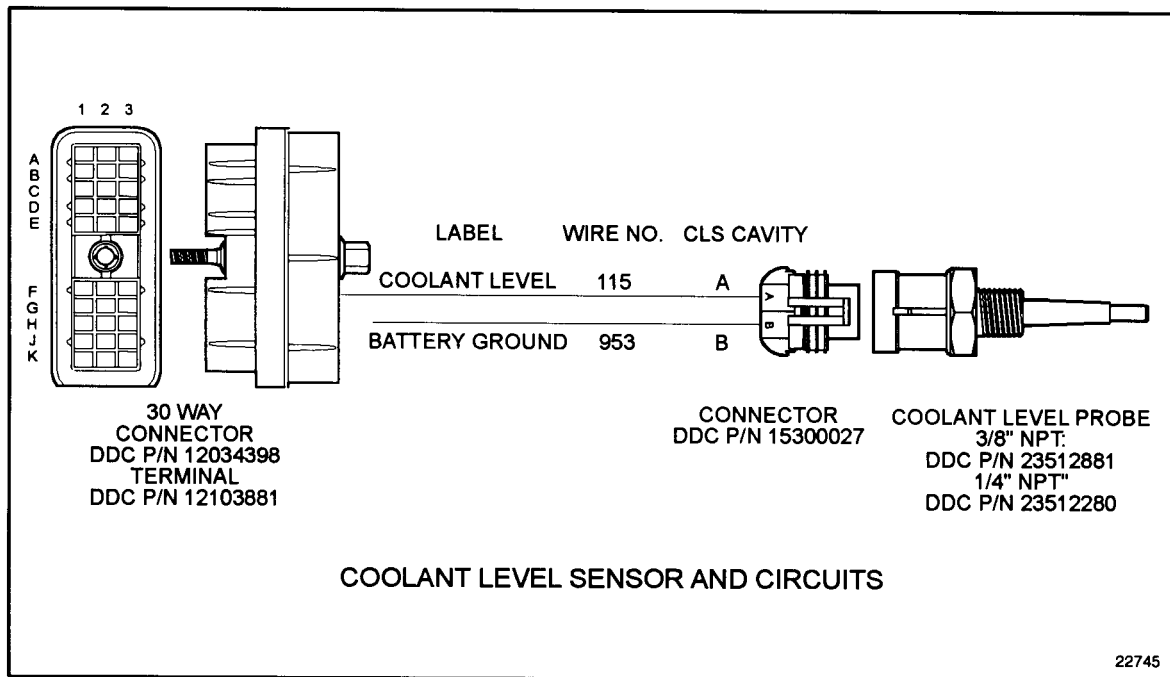 1 2 3
A
B
C
D
E
F
G
H
J
K
LABEL WIRE NO. CLS CAVITY
COOLANT LEVEL 115 A
BATTERY GROUND 953 B
A
B
30 WAY
CONNECTOR
DDC P/N 12034398
TERMINAL
DDC P/N 12103881
CONNECTOR
DDC P/N 15300027
COOLANT LEVEL PROBE
3/8" NPT:
DDC P/N 23512881
1/4" NPT"
DDC P/N 23512280
COOLANT LEVEL SENSOR AND CIRCUITS
22745